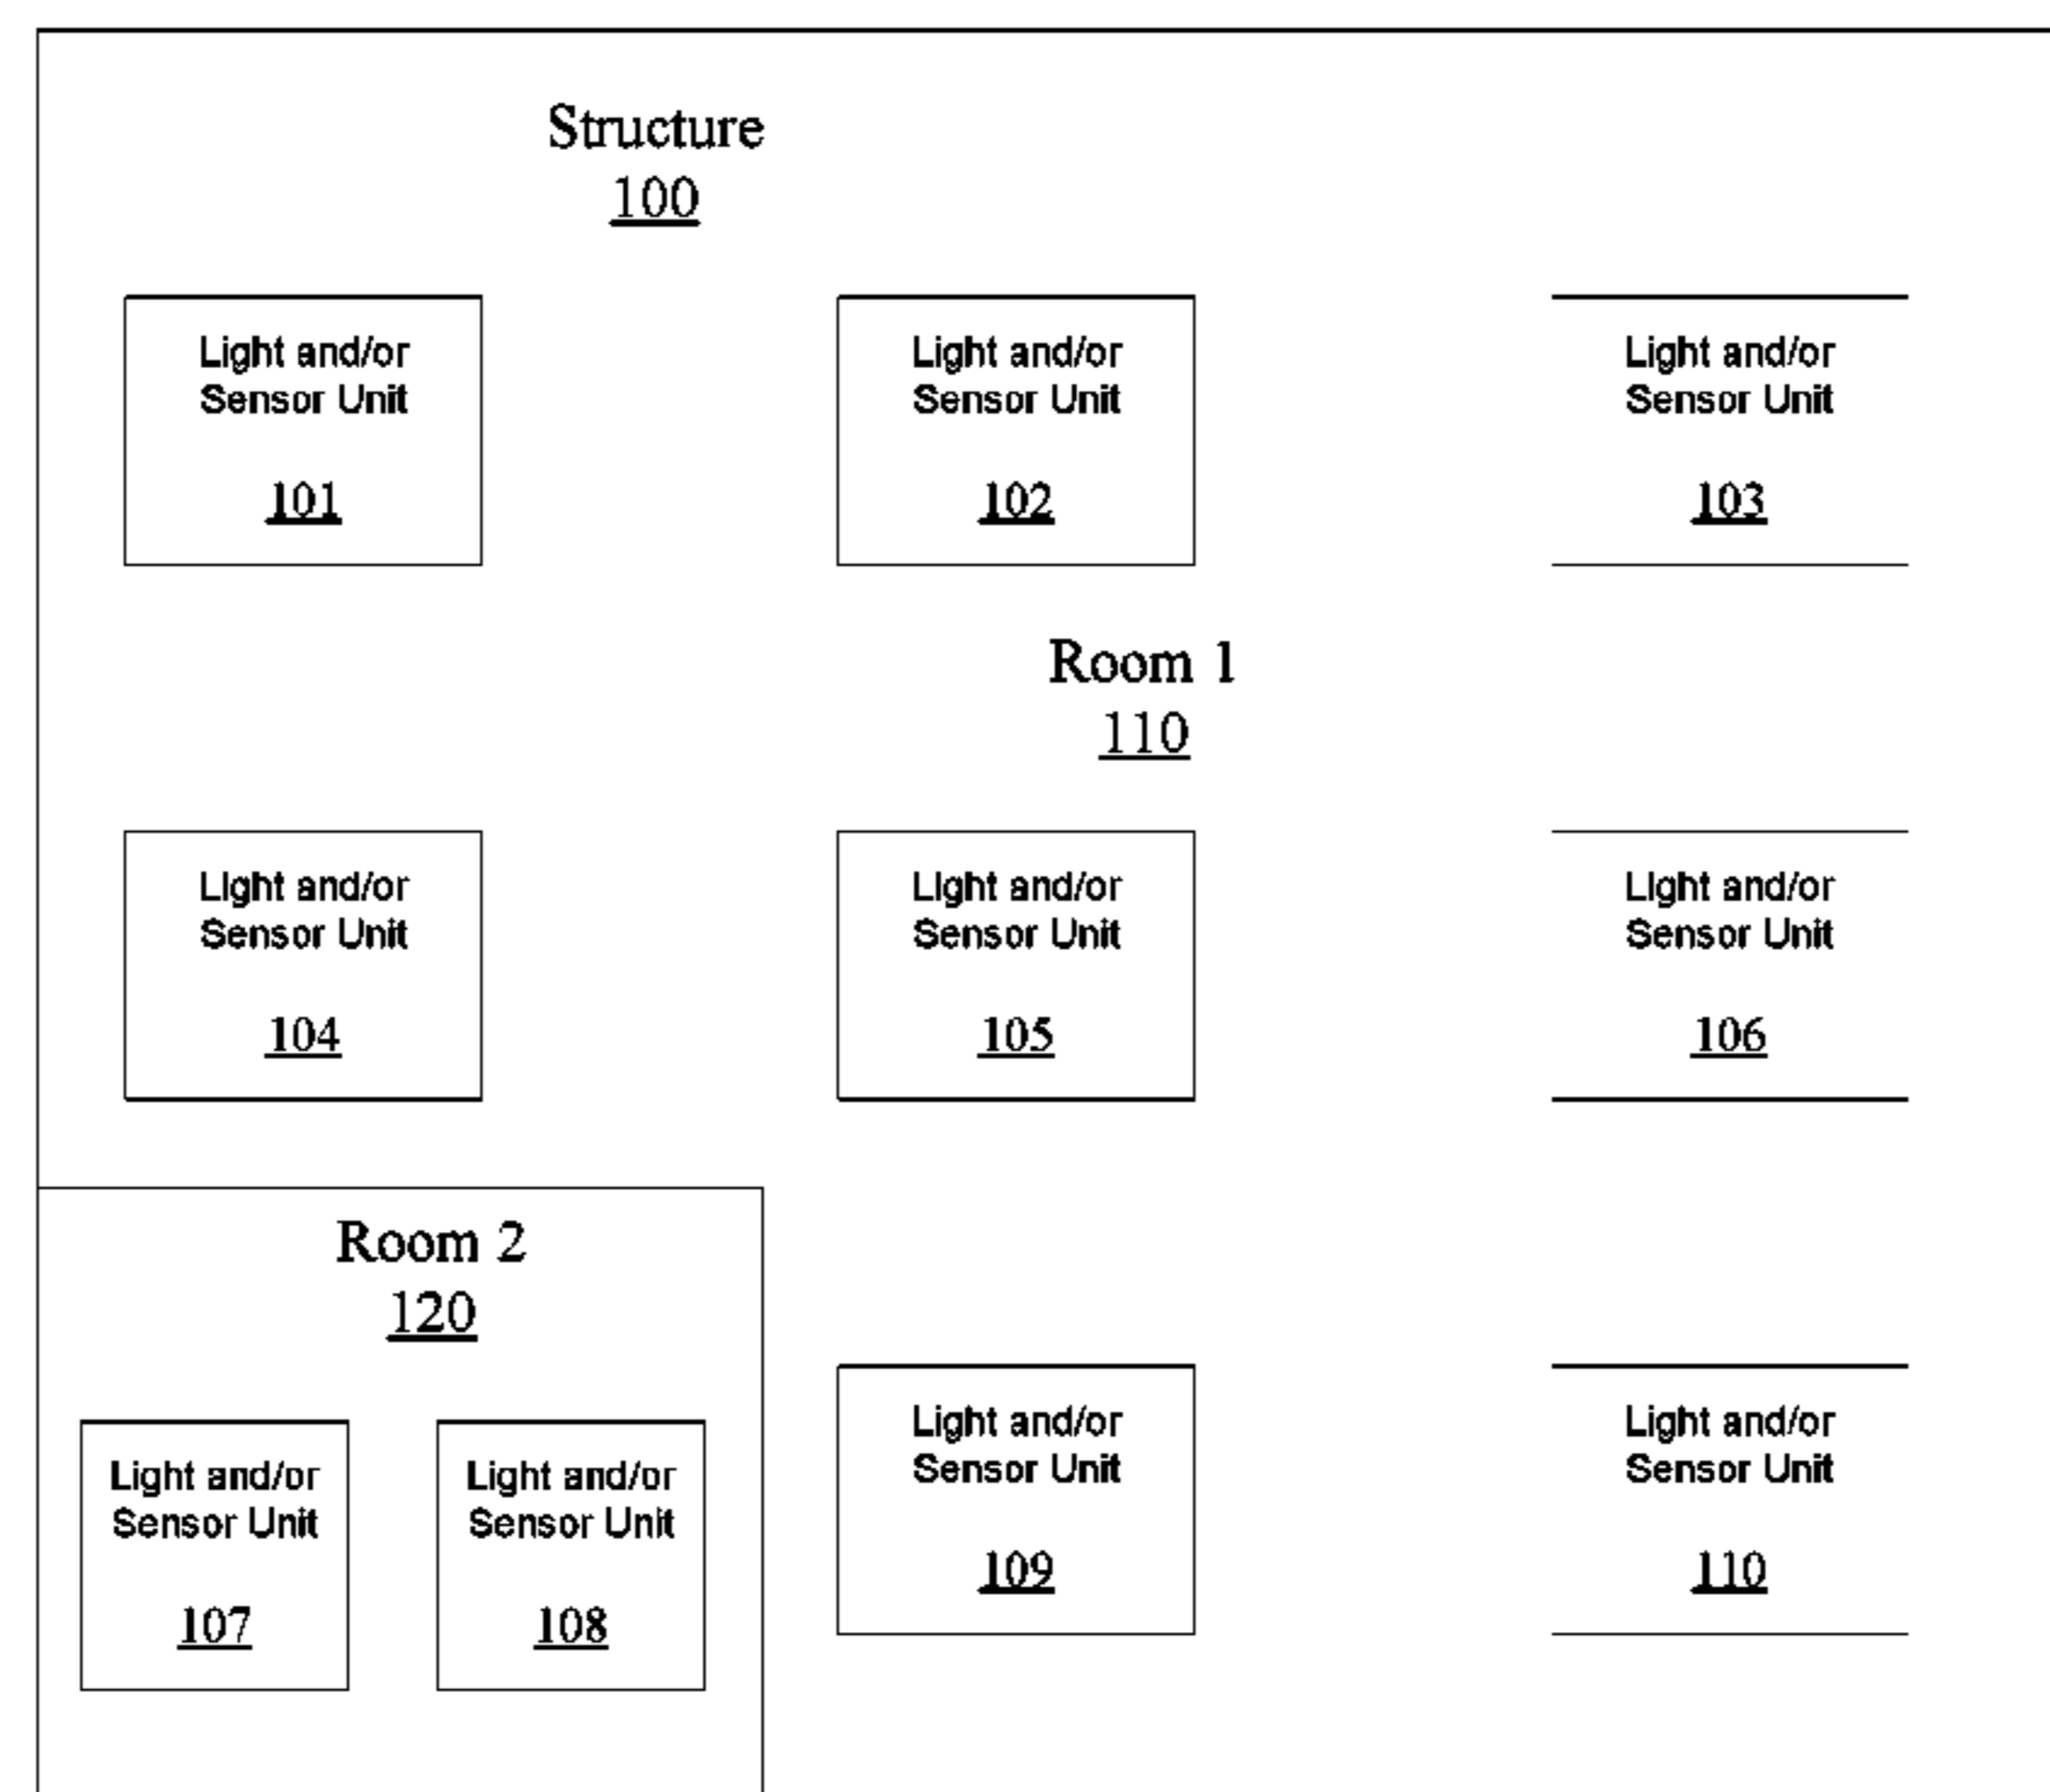 Structure
100
Light and/or
Sensor Unit
101
Light and/or
Sensor Unit
102
Light and/or
Sensor Unit
103
Room 1
110
Light and/or
Sensor Unit
104
Light and/or
Sensor Unit
105
Light and/or
Sensor Unit
106
Room 2
120
Light and/or
Sensor Unit
107
Light and/or
Sensor Unit
108
Light and/or
Sensor Unit
109
Light and/or
Sensor Unit
110